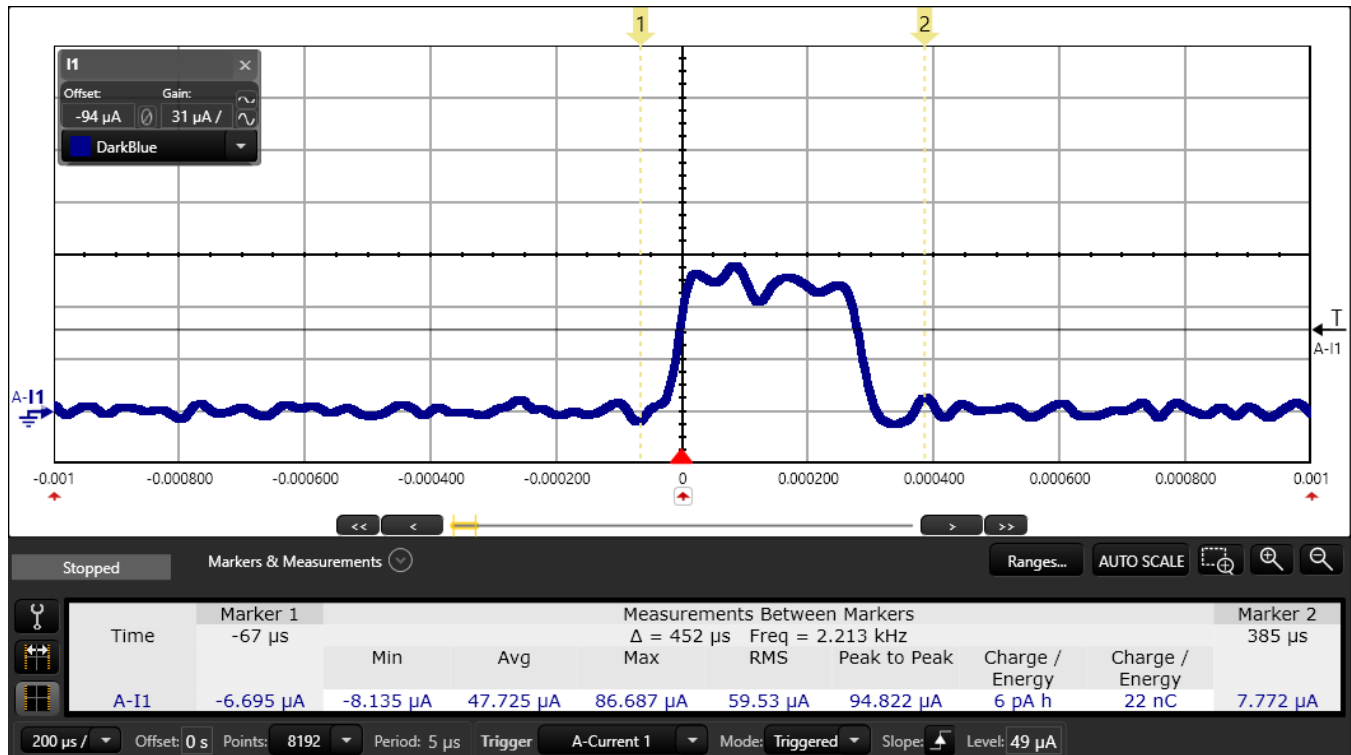 1 2
I1 ×
Offset: Gain:
-94 µA 31 µA /
DarkBlue
A-I1
T
A-I1
-0.001 -0.000800 -0.000600 -0.000400 -0.000200 0 0.000200 0.000400 0.000600 0.000800 0.001
<< < > >>
Stopped Markers & Measurements Ranges... AUTO SCALE
Marker 1 Measurements Between Markers Marker 2
Time -67 µs Δ = 452 µs Freq = 2.213 kHz 385 µs
Min Avg Max RMS Peak to Peak Charge / Charge /
Energy Energy
A-I1 -6.695 µA -8.135 µA 47.725 µA 86.687 µA 59.53 µA 94.822 µA 6 pA h 22 nC 7.772 µA
200 µs / Offset: 0 s Points: 8192 Period: 5 µs Trigger A-Current 1 Mode: Triggered Slope: Level: 49 µA